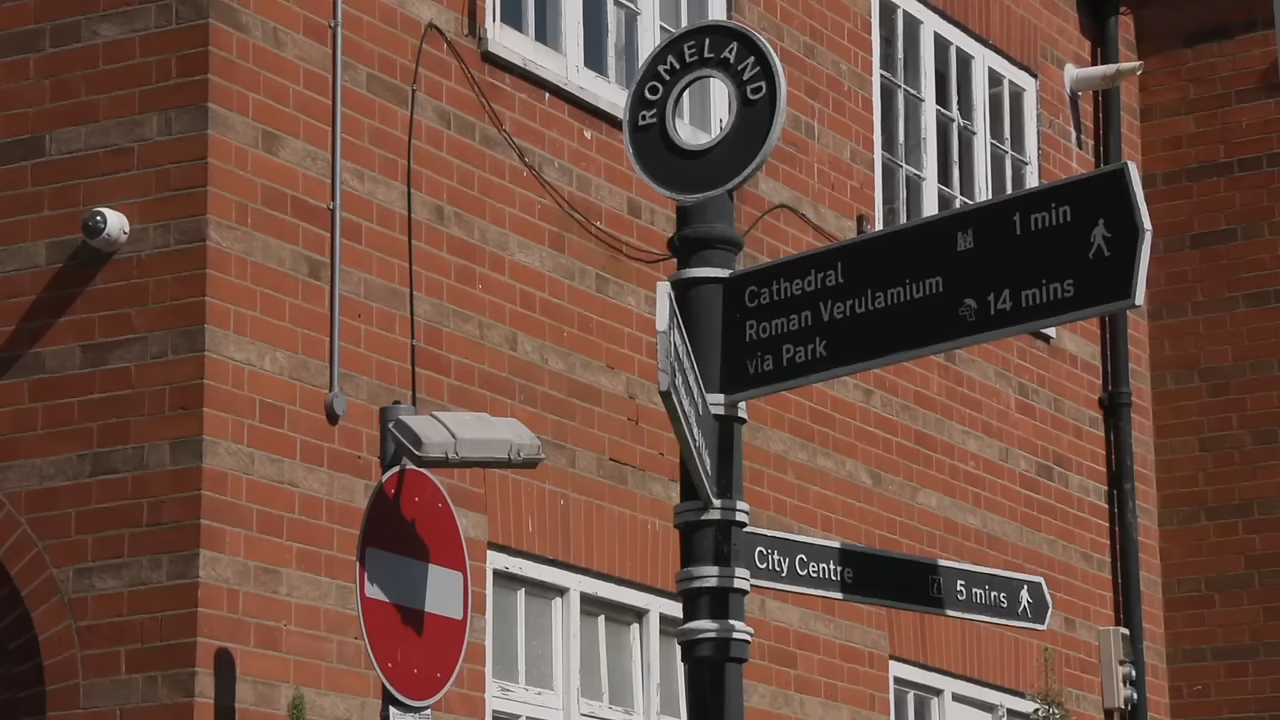 ROMELAND
1 min
Cathedral
Roman Verulamium 14 mins
via Park
City Centre 5 mins